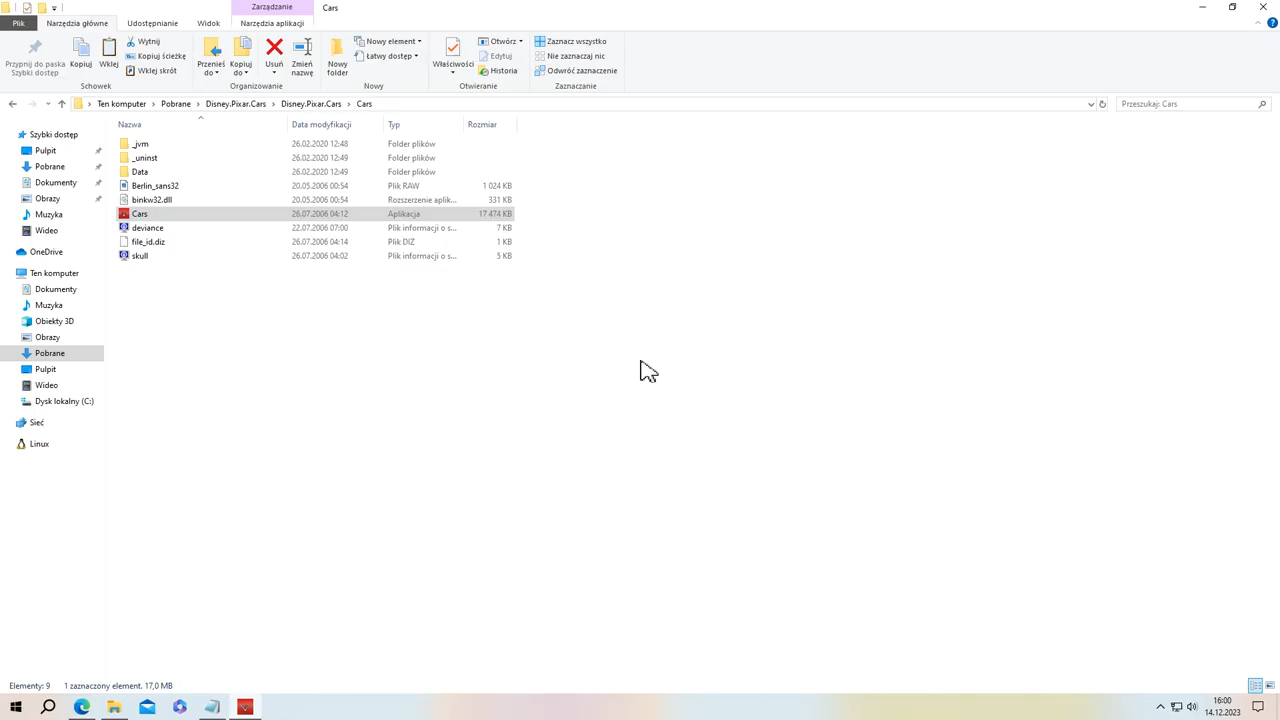 Zarządzanie Cars
Plik Narzędzia główne Udostępnianie Widok Narzędzia aplikacji
Przypnij do paska Szybki dostęp
Kopiuj
Wklej
Wytnij
Kopiuj ścieżkę
Wklej skrót
Schowek
Przenieś do
Kopiuj do
Usuń
Zmień nazwę
Organizowanie
Nowy folder
Nowy element
Łatwy dostęp
Nowy
Właściwości
Otwórz
Edytuj
Historia
Otwieranie
Zaznacz wszystko
Nie zaznaczaj nic
Odwróć zaznaczenie
Zaznaczanie
Ten komputer > Pobrane > Disney.Pixar.Cars > Disney.Pixar.Cars > Cars
Przeszukaj: Cars
Szybki dostęp
Pulpit
Pobrane
Dokumenty
Obrazy
Muzyka
Wideo
OneDrive
Ten komputer
Dokumenty
Muzyka
Obiekty 3D
Obrazy
Pobrane
Pulpit
Wideo
Dysk lokalny (C:)
Sieć
Linux
Nazwa Data modyfikacji Typ Rozmiar
_jvm 26.02.2020 12:48 Folder plików
_uninst 26.02.2020 12:49 Folder plików
Data 26.02.2020 12:49 Folder plików
Berlin_sans32 20.05.2006 00:54 Plik RAW 1 024 KB
binkw32.dll 20.05.2006 00:54 Rozszerzenie aplik... 331 KB
Cars 26.07.2006 04:12 Aplikacja 17 474 KB
deviance 22.07.2006 07:00 Plik informacji o s... 7 KB
file_id.diz 26.07.2006 04:14 Plik DIZ 1 KB
skull 26.07.2006 04:02 Plik informacji o s... 5 KB
Elementy: 9 1 zaznaczony element. 17,0 MB
16:00
14.12.2023